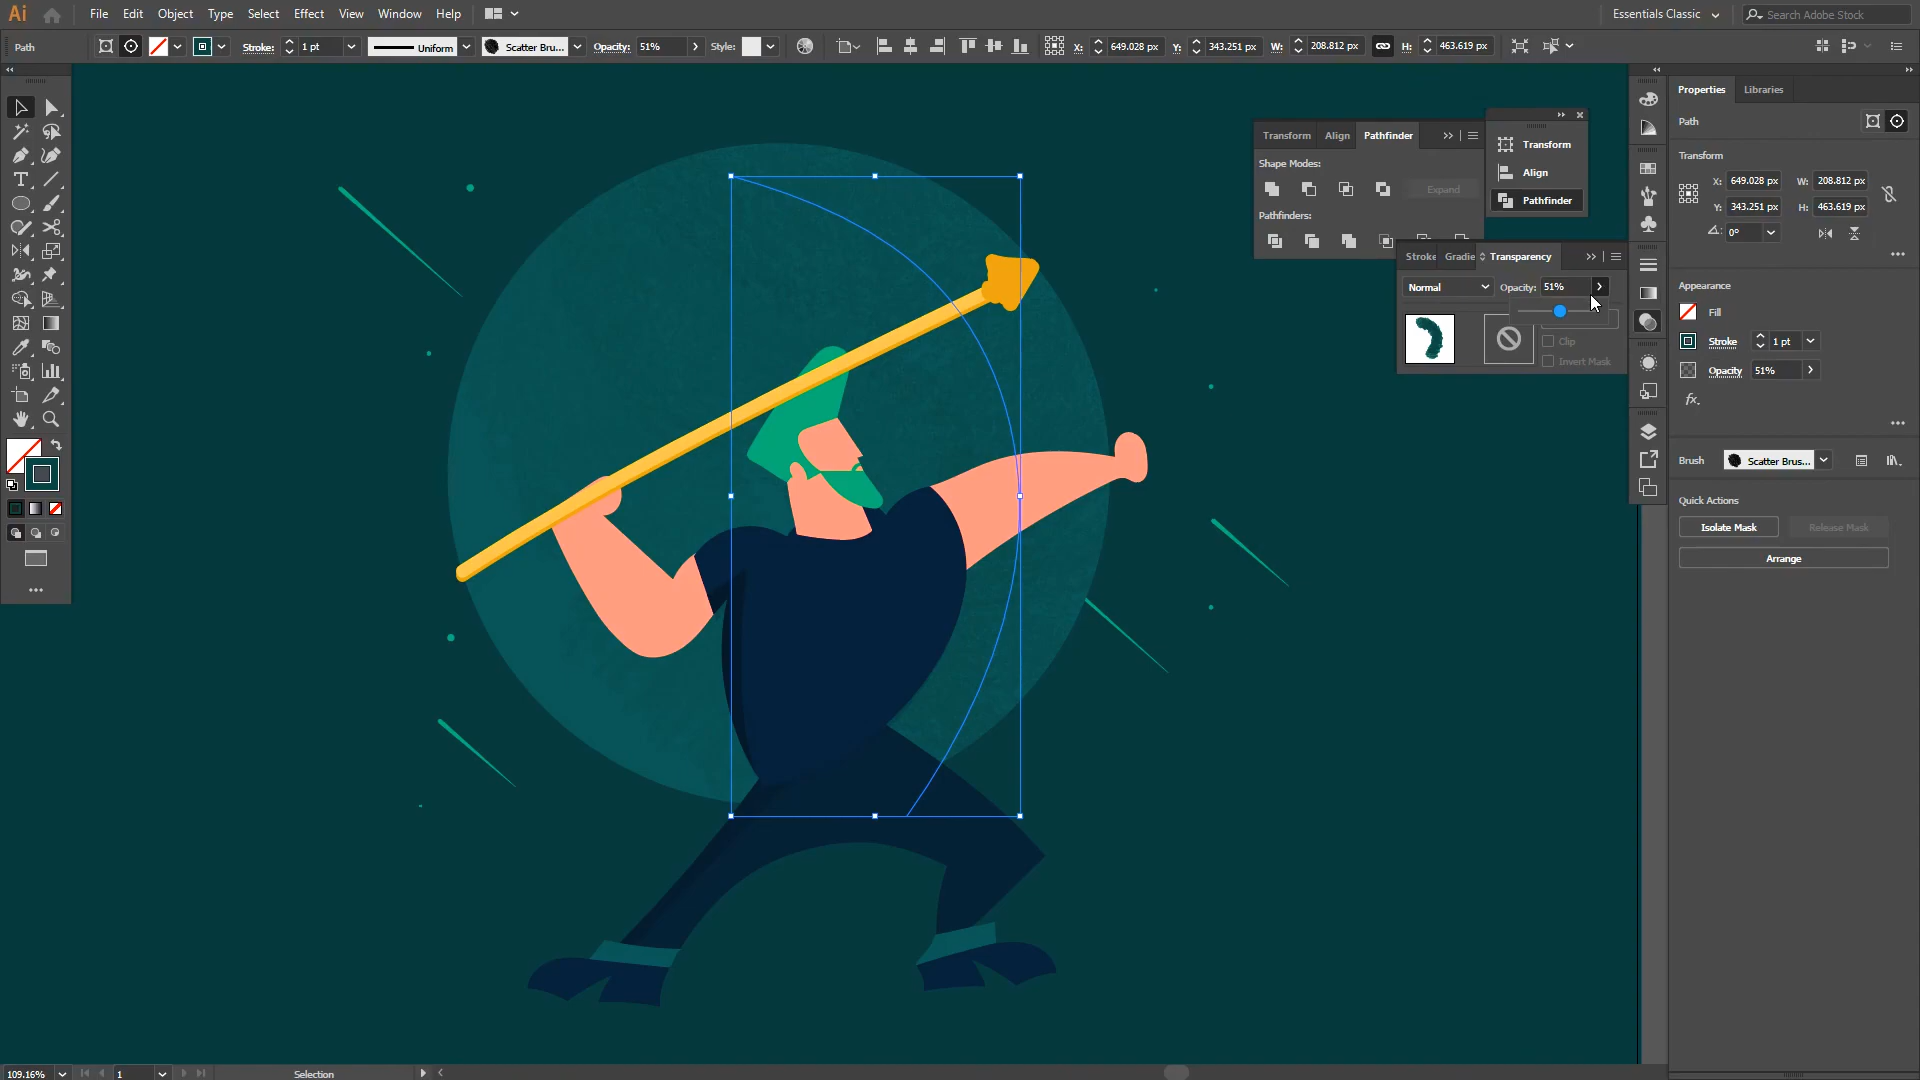 Ai File Edit Object Type Select Effect View Window Help Essentials Classic Search Adobe Stock
Path Stroke: 1 pt Uniform Scatter Bru... Opacity: 51% Style: X: 649.028 px Y: 343.251 px W: 208.812 px H: 463.619 px
Properties Libraries
Path
Transform
X: 649.028 px W: 208.812 px
Y: 343.251 px H: 463.619 px
0°
Appearance
Fill
Stroke 1 pt
Opacity 51%
fx.
Brush Scatter Brus...
Quick Actions
Isolate Mask Release Mask
Arrange
Transform Align Pathfinder
Shape Modes:
Expand
Pathfinders:
Transform
Align
Pathfinder
Stroke Gradie Transparency
Normal Opacity: 51%
Clip
Invert Mask
T
109.16% 1 Selection